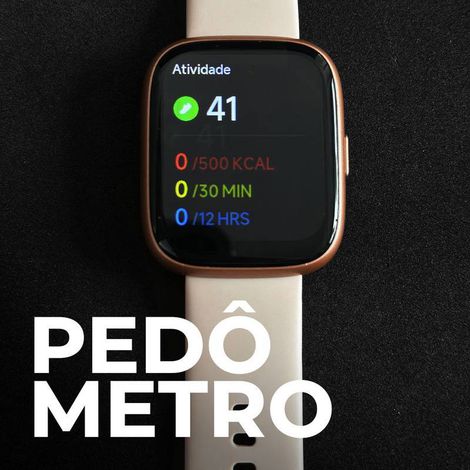 Atividade
41
0/500 KCAL
0/30 MIN
0/12 HRS
PEDÔ
METRO